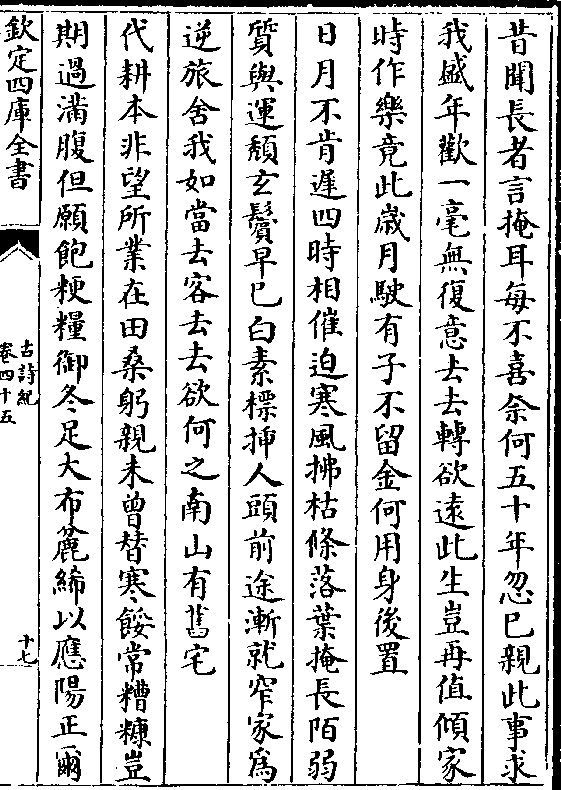 昔聞長者言掩耳每不喜奈何五十年忽已親此事求
我盛年歡一毫無復意去去轉欲遠此生豈再值傾家
時作樂竟此歲月駛有子不留金何用身後置
日月不肯遲四時相催迫寒風拂枯條落葉掩長陌弱
質與運頹玄鬢早已白素標揷人頭前途漸就窄家為
逆旅舍我如當去客去去欲何之南山有舊宅
代耕本非望所業在田桑躬親未曾替寒餒常糟糠豈
期過滿腹但願飽粳糧御冬足大布麄絺以應陽正爾
欽定四庫全書
古詩紀
卷四十五
十七